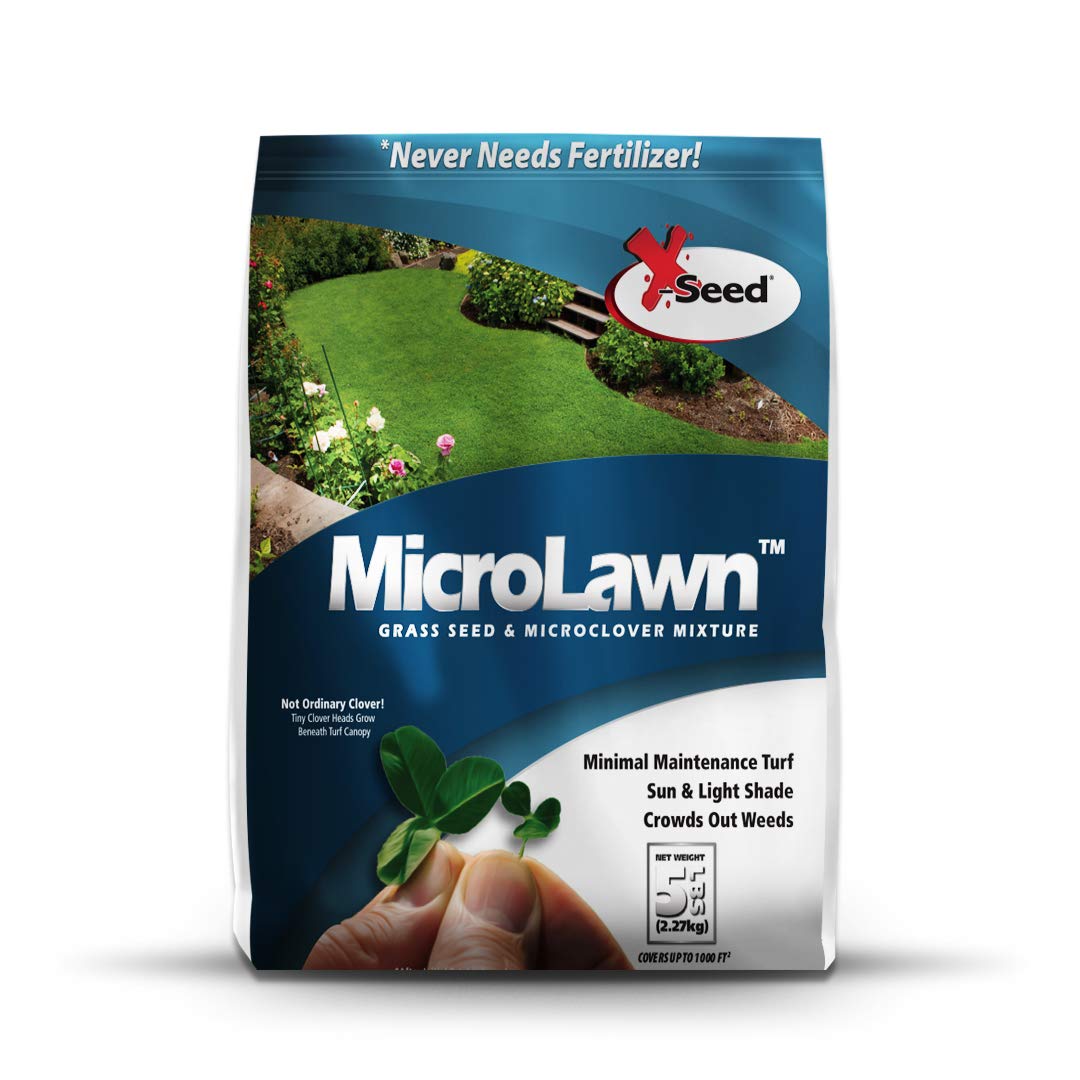 *Never Needs Fertilizer!
X-Seed®
MicroLawn™
GRASS SEED & MICROCLOVER MIXTURE
Not Ordinary Clover!
Tiny Clover Heads Grow
Beneath Turf Canopy
Minimal Maintenance Turf
Sun & Light Shade
Crowds Out Weeds
NET WEIGHT
5 LBS
(2.27kg)
COVERS UP TO 1000 FT²